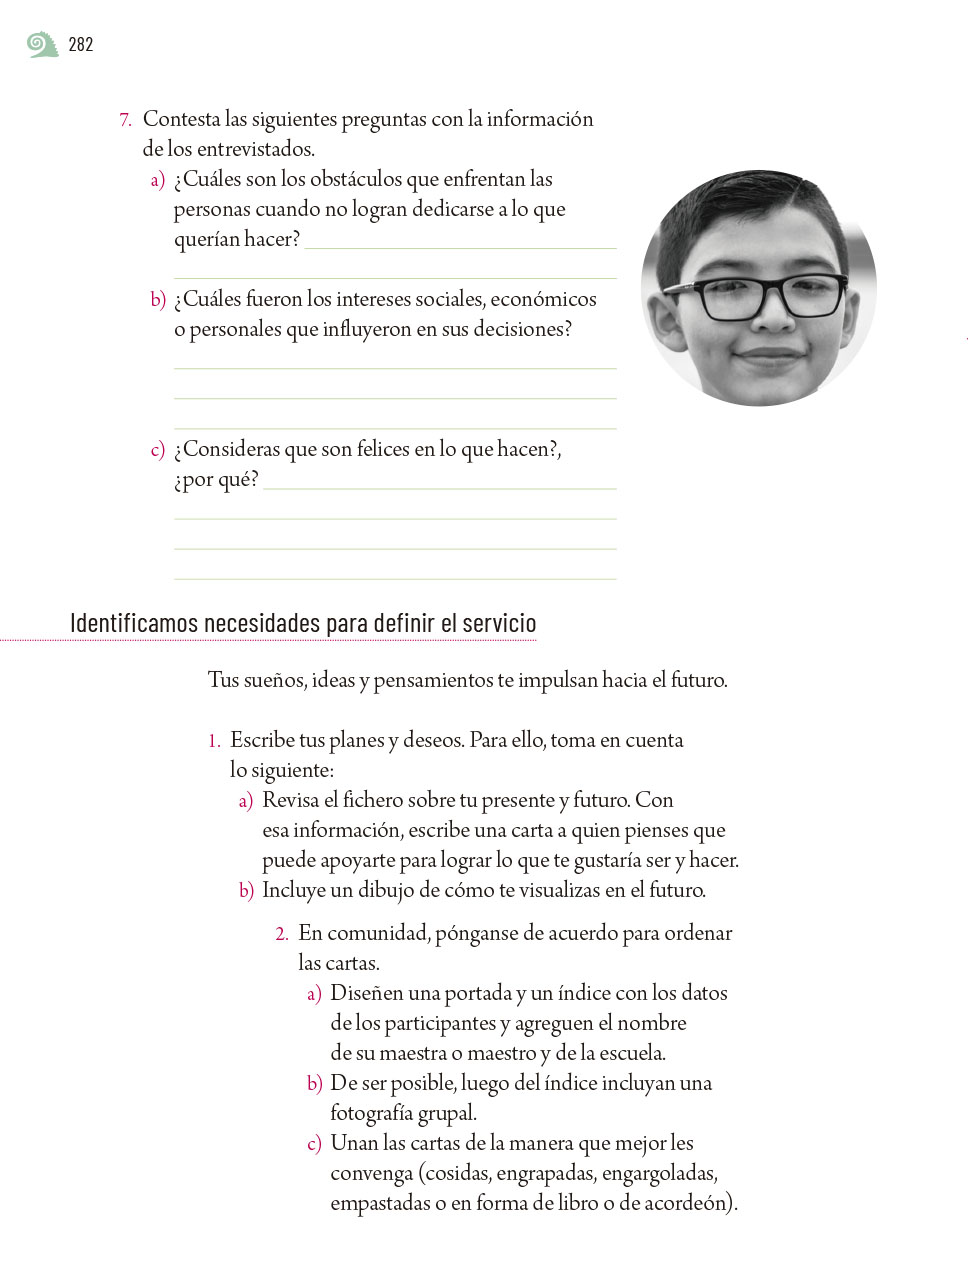 282
7. Contesta las siguientes preguntas con la información
de los entrevistados.
a) ¿Cuáles son los obstáculos que enfrentan las
personas cuando no logran dedicarse a lo que
querían hacer?
b) ¿Cuáles fueron los intereses sociales, económicos
o personales que influyeron en sus decisiones?
c) ¿Consideras que son felices en lo que hacen?,
¿por qué?
Identificamos necesidades para definir el servicio
Tus sueños, ideas y pensamientos te impulsan hacia el futuro.
1. Escribe tus planes y deseos. Para ello, toma en cuenta
lo siguiente:
a) Revisa el fichero sobre tu presente y futuro. Con
esa información, escribe una carta a quien pienses que
puede apoyarte para lograr lo que te gustaría ser y hacer.
b) Incluye un dibujo de cómo te visualizas en el futuro.
2. En comunidad, pónganse de acuerdo para ordenar
las cartas.
a) Diseñen una portada y un índice con los datos
de los participantes y agreguen el nombre
de su maestra o maestro y de la escuela.
b) De ser posible, luego del índice incluyan una
fotografía grupal.
c) Unan las cartas de la manera que mejor les
convenga (cosidas, engrapadas, engargoladas,
empastadas o en forma de libro o de acordeón).